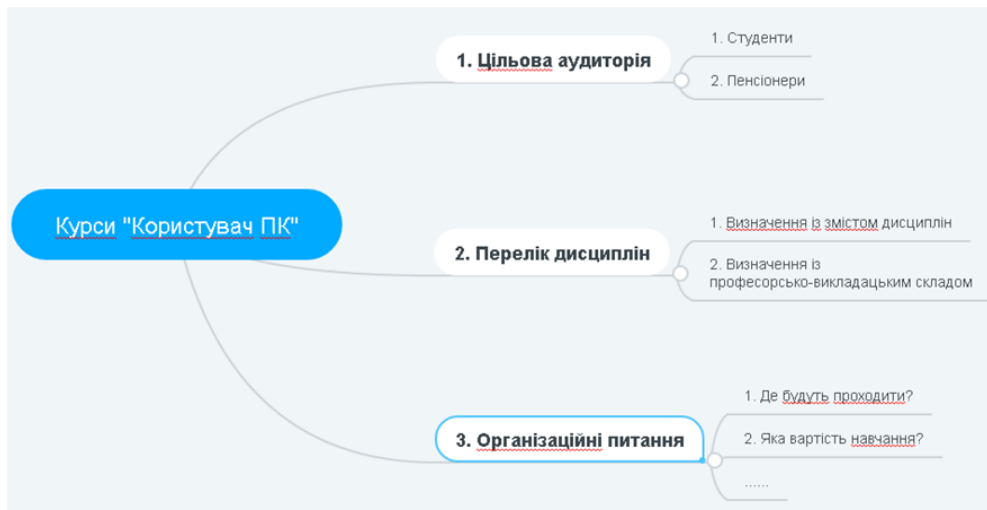 Курси "Користувач ПК"
1. Цільова аудиторія
1. Студенти
2. Пенсіонери
2. Перелік дисциплін
1. Визначення із змістом дисциплін
2. Визначення із
професорсько-викладацьким складом
3. Організаційні питання
1. Де будуть проходити?
2. Яка вартість навчання?
......